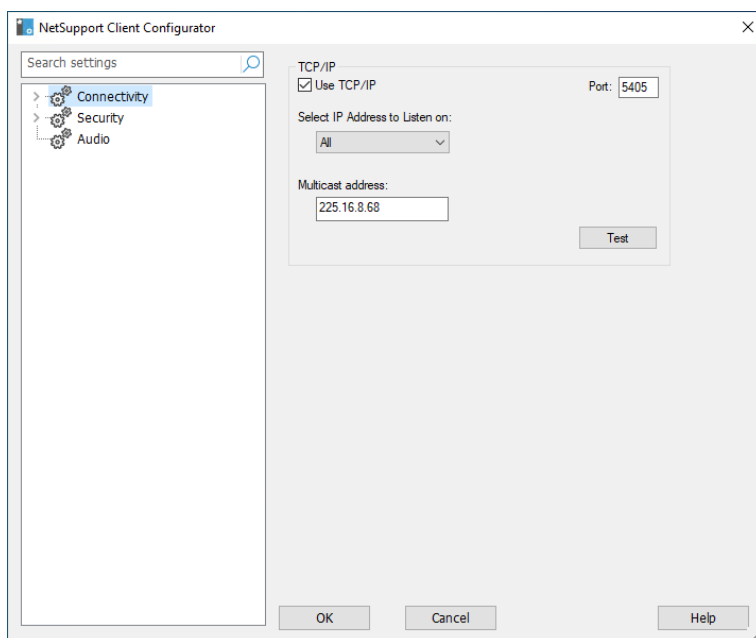 NetSupport Client Configurator
Search settings
Connectivity
Security
Audio
TCP/IP
Use TCP/IP
Port: 5405
Select IP Address to Listen on:
All
Multicast address:
225.16.8.68
Test
OK
Cancel
Help